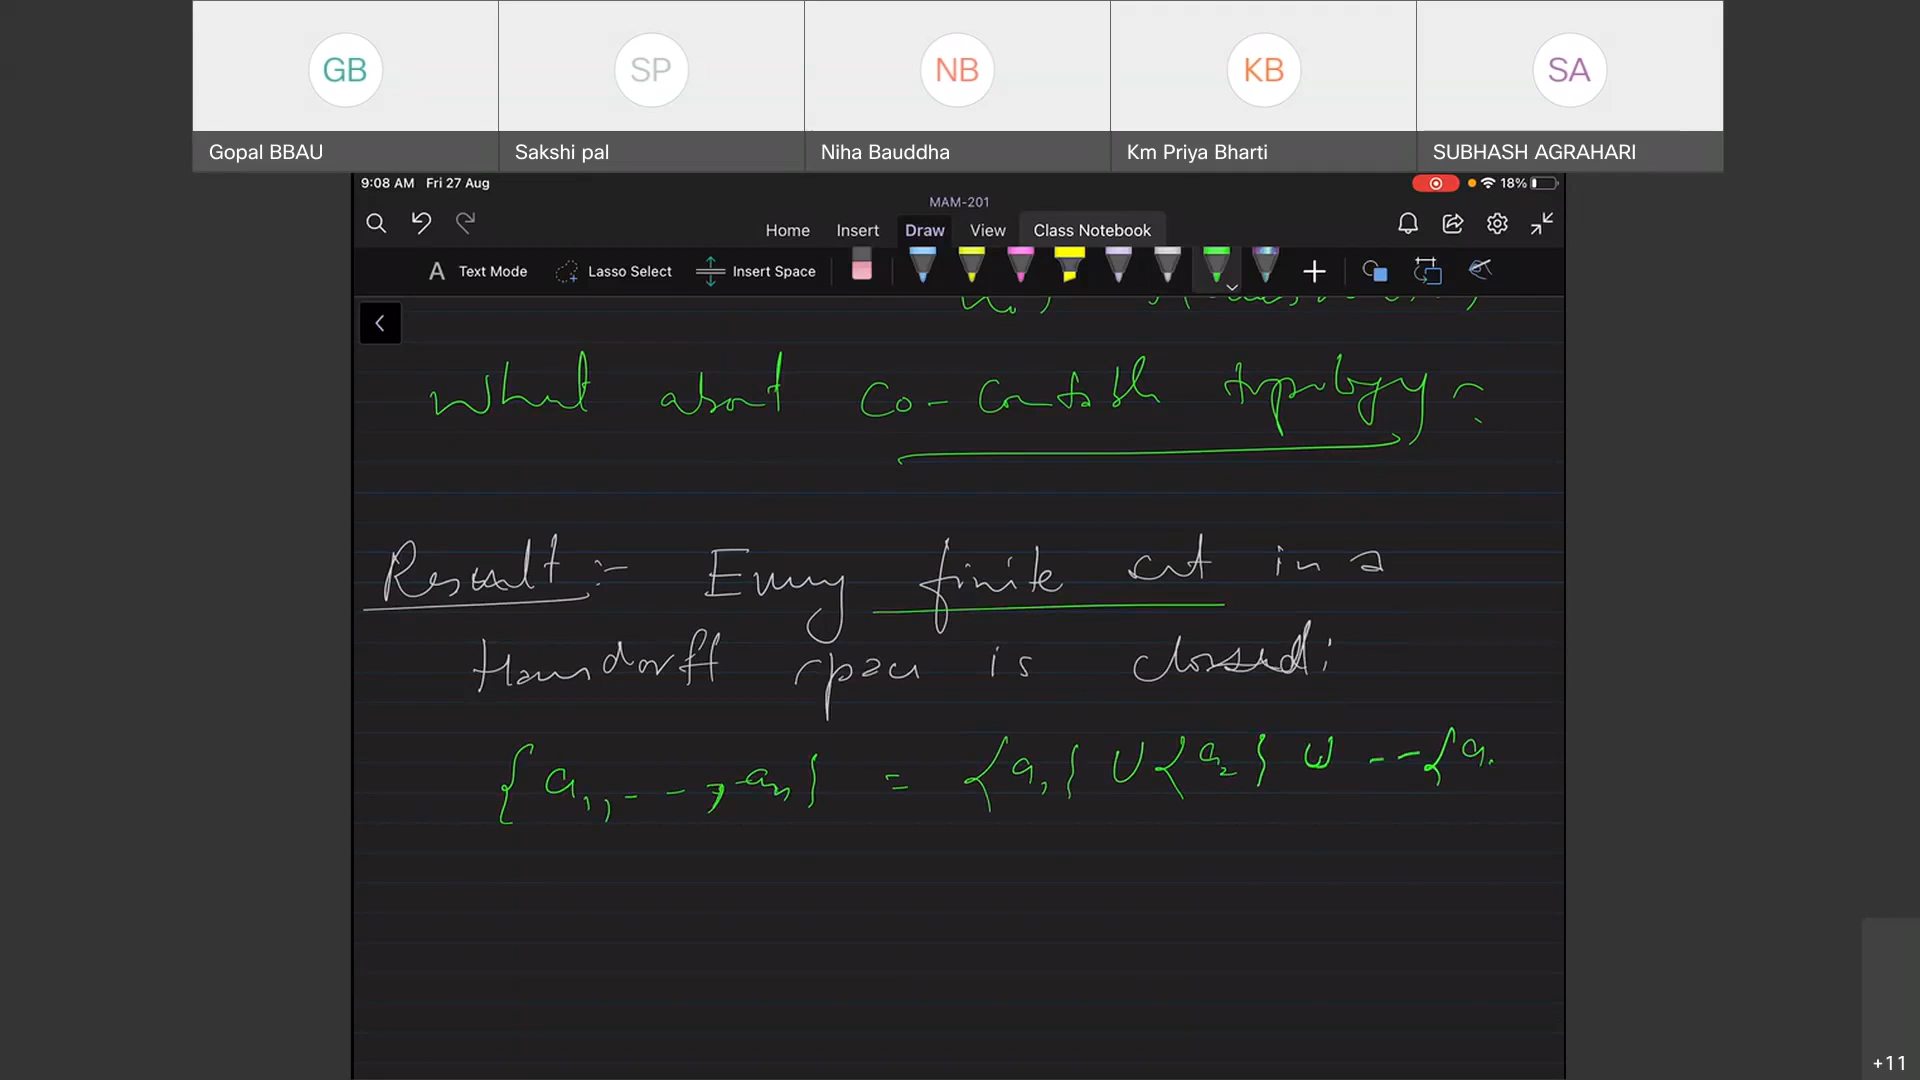 GB SP NB KB SA
Gopal BBAU Sakshi pal Niha Bauddha Km Priya Bharti SUBHASH AGRAHARI
9:08 AM Fri 27 Aug 18%
MAM-201
Home Insert Draw View Class Notebook
Text Mode Lasso Select Insert Space
What about co-countable topology?
Result :- Every finite set in a
Hausdorff space is closed.
{a₁, - - , aₙ} = {a₁} ∪ {a₂} ∪ - - {a
+11